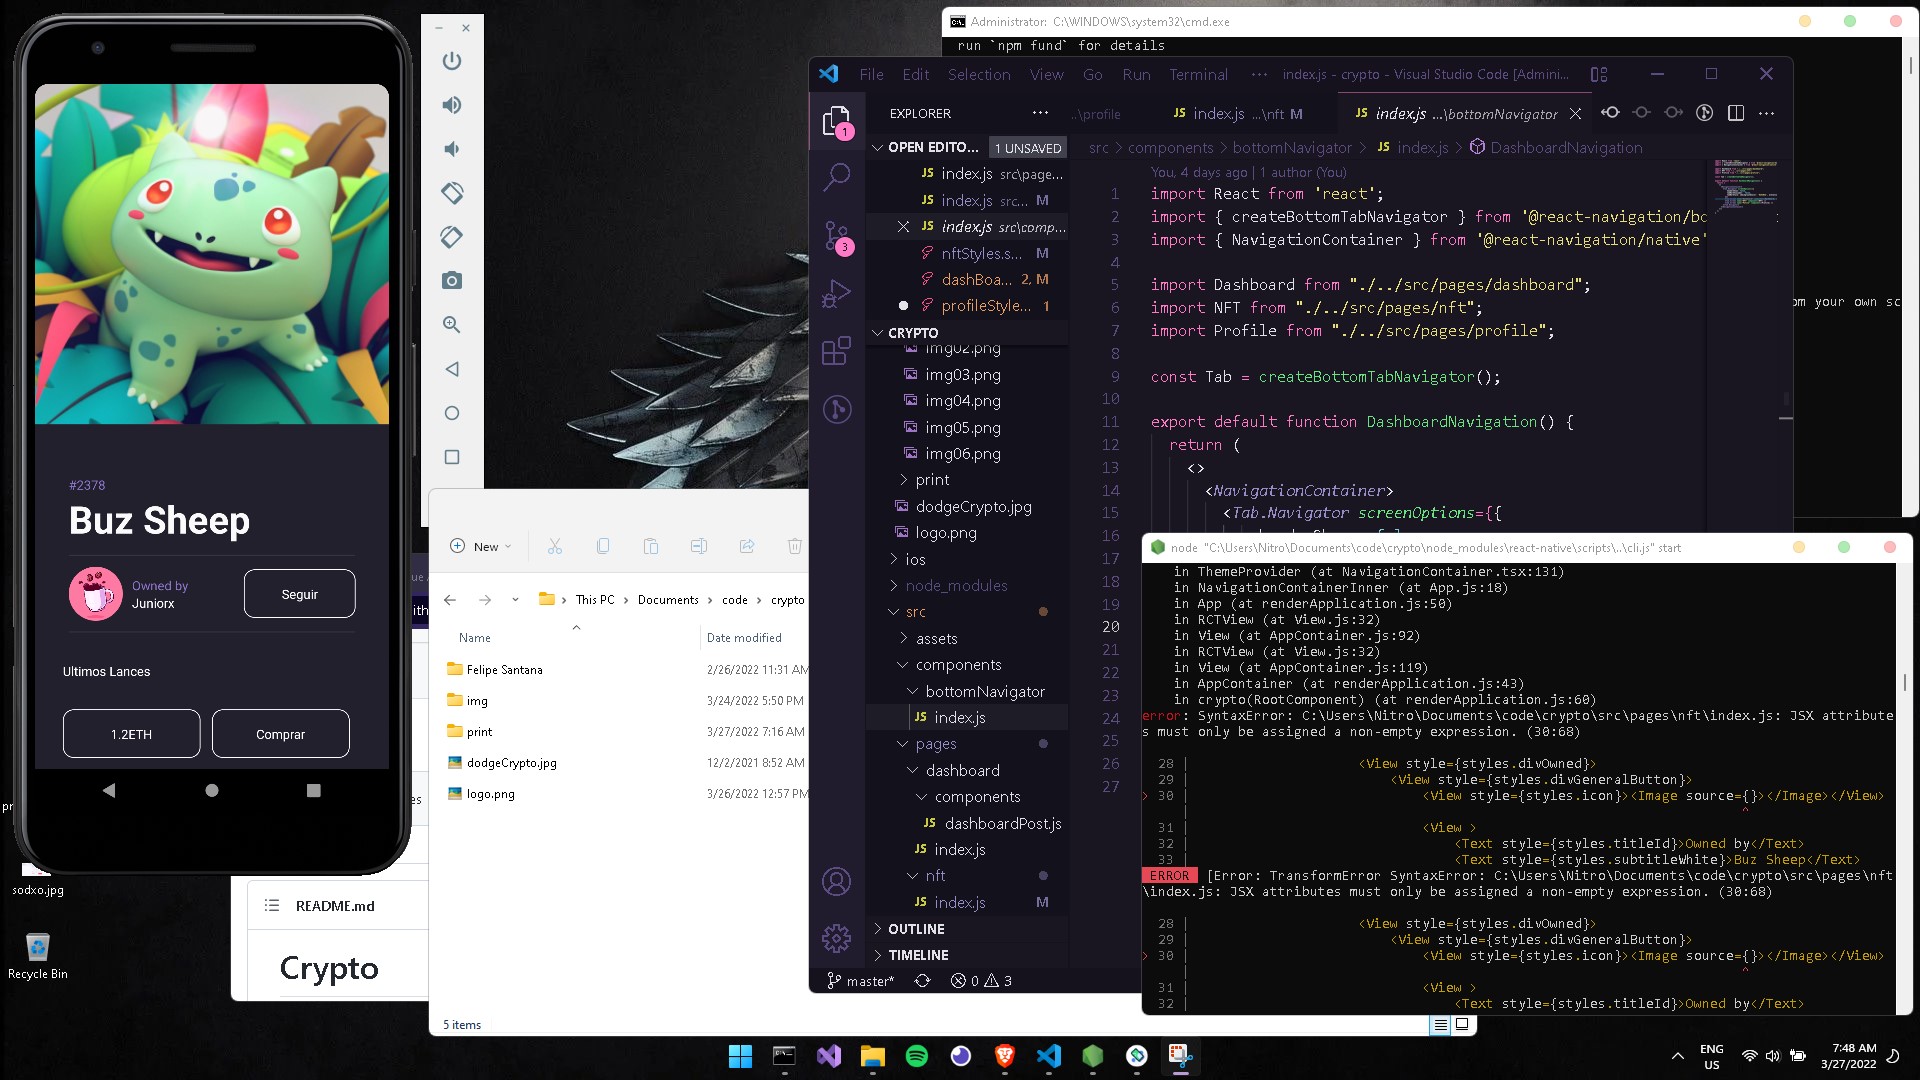 Administrator: C:\WINDOWS\system32\cmd.exe
run `npm fund` for details
File Edit Selection View Go Run Terminal ··· index.js - crypto - Visual Studio Code [Admini...
EXPLORER ···
..\profile
JS index.js ...\nft M
JS index.js ...\bottomNavigator
1
OPEN EDITO... 1 UNSAVED
src > components > bottomNavigator > JS index.js > DashboardNavigation
JS index.js src\page...
JS index.js src... M
JS index.js src\comp...
nftStyles.s... M
dashBoa... 2, M
profileStyle... 1
3
CRYPTO
img02.png
img03.png
img04.png
img05.png
img06.png
print
dodgeCrypto.jpg
logo.png
ios
node_modules
src
assets
components
bottomNavigator
JS index.js
pages
dashboard
components
JS dashboardPost.js
JS index.js
nft
JS index.js M
OUTLINE
TIMELINE
master* 0 3
You, 4 days ago | 1 author (You)
1 import React from 'react';
2 import { createBottomTabNavigator } from '@react-navigation/bo
3 import { NavigationContainer } from '@react-navigation/native'
4
5 import Dashboard from "./../src/pages/dashboard";
6 import NFT from "./../src/pages/nft";
7 import Profile from "./../src/pages/profile";
8
9 const Tab = createBottomTabNavigator();
10
11 export default function DashboardNavigation() {
12 return (
13 <>
14 <NavigationContainer>
15 <Tab.Navigator screenOptions={{
16
17
18
19
20
21
22
23
24
25
26
27
om your own sc
node "C:\Users\Nitro\Documents\code\crypto\node_modules\react-native\scripts\..\cli.js" start
in ThemeProvider (at NavigationContainer.tsx:131)
in NavigationContainerInner (at App.js:18)
in App (at renderApplication.js:50)
in RCTView (at View.js:32)
in View (at AppContainer.js:92)
in RCTView (at View.js:32)
in View (at AppContainer.js:119)
in AppContainer (at renderApplication.js:43)
in crypto(RootComponent) (at renderApplication.js:60)
error: SyntaxError: C:\Users\Nitro\Documents\code\crypto\src\pages\nft\index.js: JSX attribute
s must only be assigned a non-empty expression. (30:68)
28 | <View style={styles.divOwned}>
29 | <View style={styles.divGeneralButton}>
> 30 | <View style={styles.icon}><Image source={}></Image></View>
| ^
31 | <View >
32 | <Text style={styles.titleId}>Owned by</Text>
33 | <Text style={styles.subtitleWhite}>Buz Sheep</Text>
ERROR [Error: TransformError SyntaxError: C:\Users\Nitro\Documents\code\crypto\src\pages\nft
\index.js: JSX attributes must only be assigned a non-empty expression. (30:68)
28 | <View style={styles.divOwned}>
29 | <View style={styles.divGeneralButton}>
> 30 | <View style={styles.icon}><Image source={}></Image></View>
| ^
31 | <View >
32 | <Text style={styles.titleId}>Owned by</Text>
#2378
Buz Sheep
Owned by
Juniorx
Seguir
Ultimos Lances
1.2ETH
Comprar
New
This PC > Documents > code > crypto
Name Date modified
Felipe Santana 2/26/2022 11:31 AM
img 3/24/2022 5:50 PM
print 3/27/2022 7:16 AM
dodgeCrypto.jpg 12/2/2021 8:52 AM
logo.png 3/26/2022 12:57 PM
5 items
sodxo.jpg
Recycle Bin
README.md
Crypto
ENG
US
7:48 AM
3/27/2022